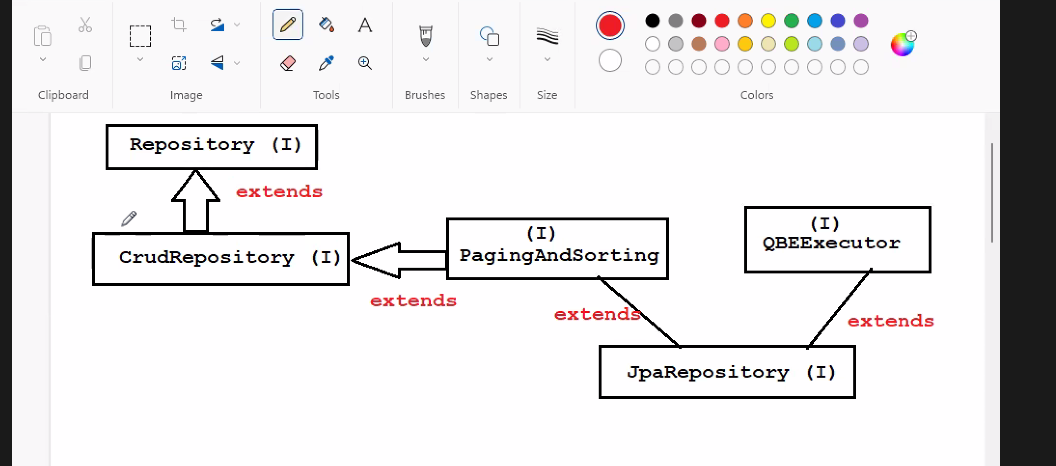 Clipboard
Image
Tools
Brushes
Shapes
Size
Colors
A
Repository (I)
extends
CrudRepository (I)
extends
(I)
PagingAndSorting
extends
(I)
QBEExecutor
extends
JpaRepository (I)